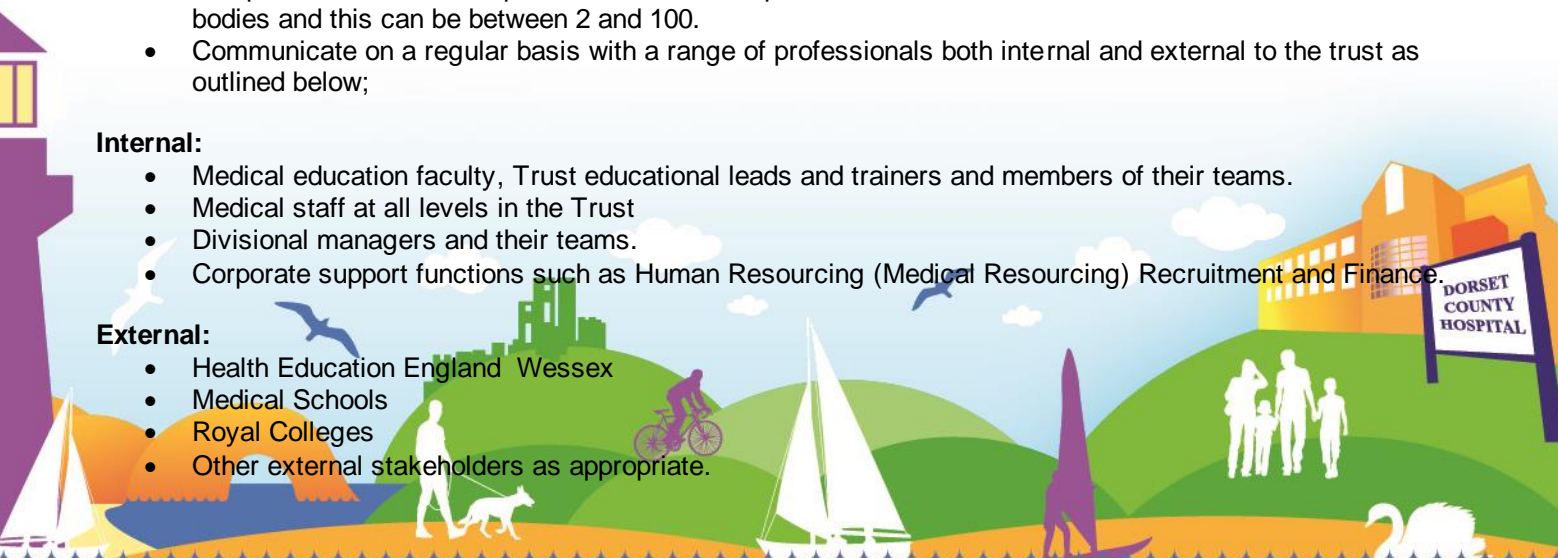 bodies and this can be between 2 and 100.
• Communicate on a regular basis with a range of professionals both internal and external to the trust as
outlined below;
Internal:
• Medical education faculty, Trust educational leads and trainers and members of their teams.
• Medical staff at all levels in the Trust
• Divisional managers and their teams.
• Corporate support functions such as Human Resourcing (Medical Resourcing) Recruitment and Finance.
DORSET
COUNTY
HOSPITAL
External:
• Health Education England  Wessex
• Medical Schools
• Royal Colleges
• Other external stakeholders as appropriate.